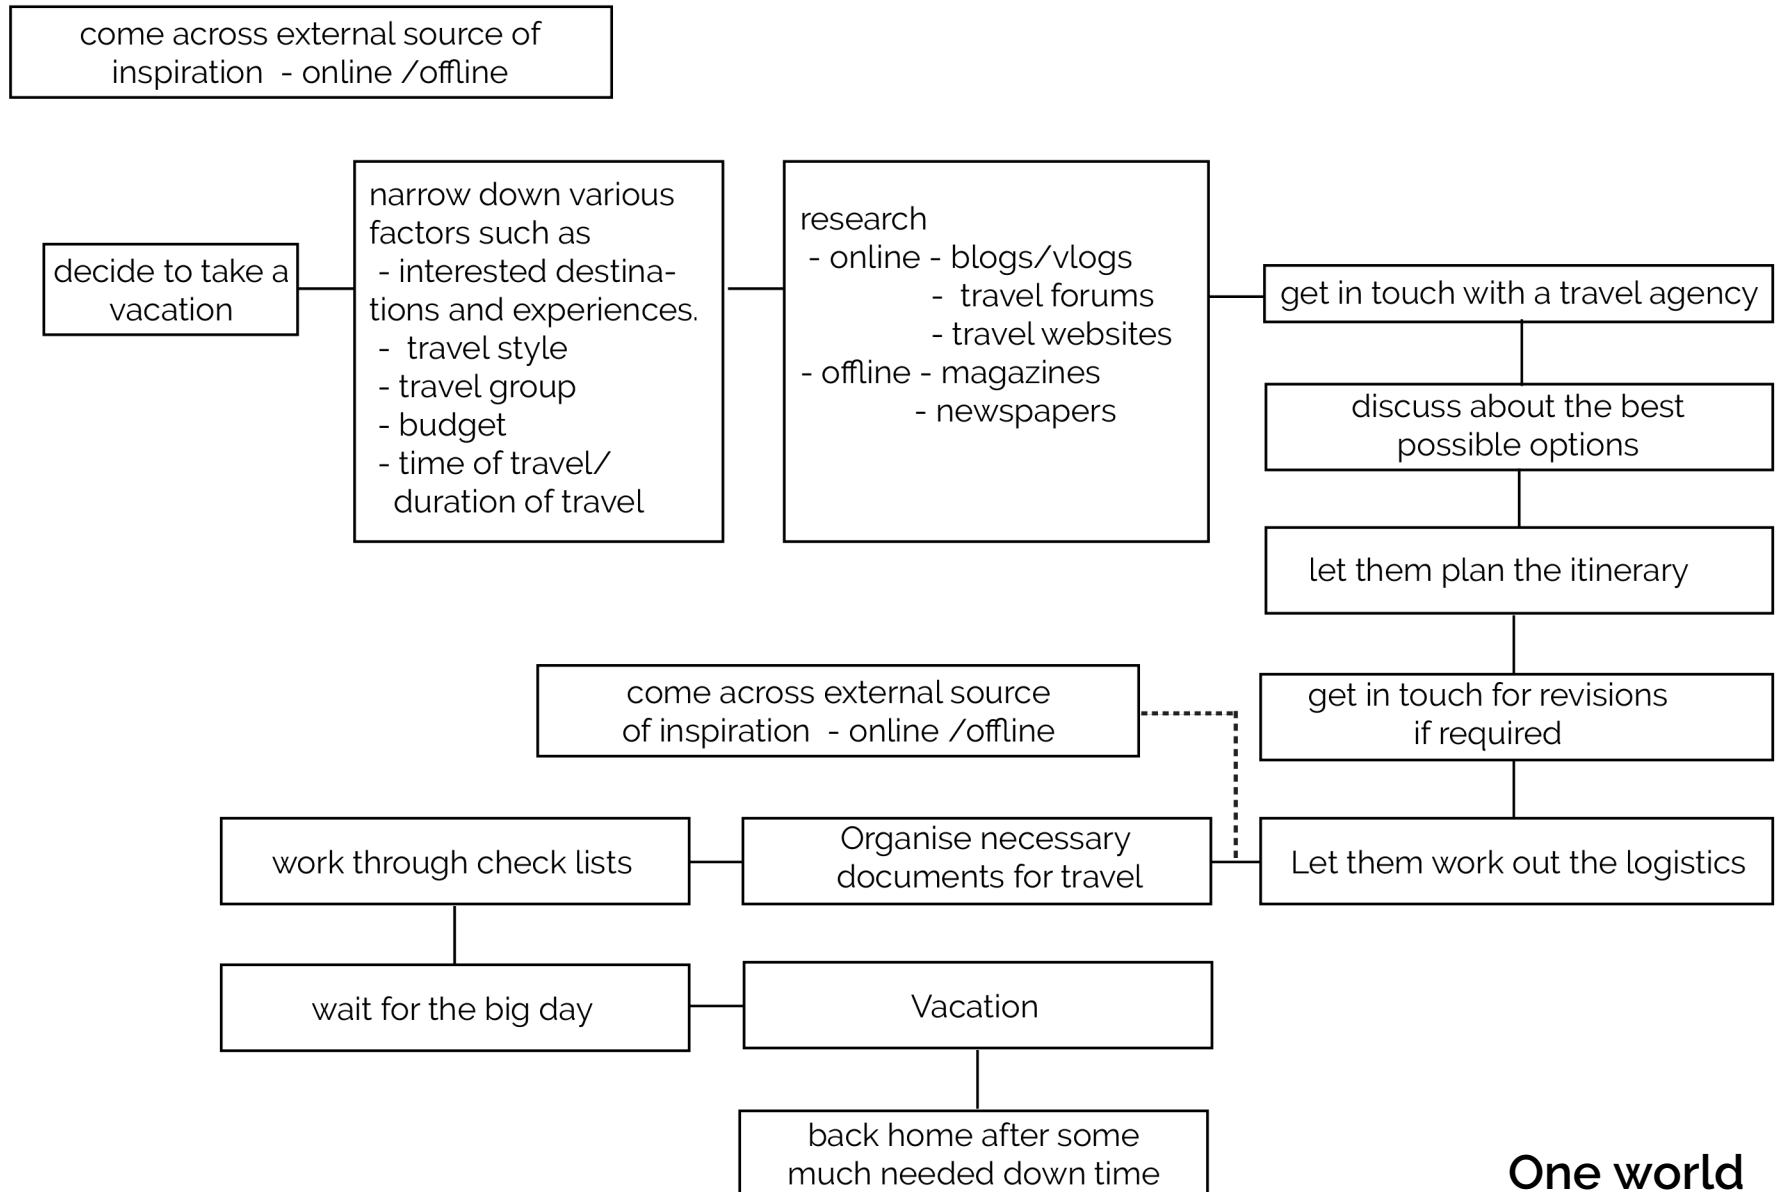 come across external source of
inspiration - online /offline
decide to take a
vacation
narrow down various
factors such as
- interested destina-
tions and experiences.
- travel style
- travel group
- budget
- time of travel/
duration of travel
research
- online - blogs/vlogs
- travel forums
- travel websites
- offline - magazines
- newspapers
get in touch with a travel agency
discuss about the best
possible options
let them plan the itinerary
get in touch for revisions
if required
come across external source
of inspiration - online /offline
Let them work out the logistics
Organise necessary
documents for travel
work through check lists
wait for the big day
Vacation
back home after some
much needed down time
One world